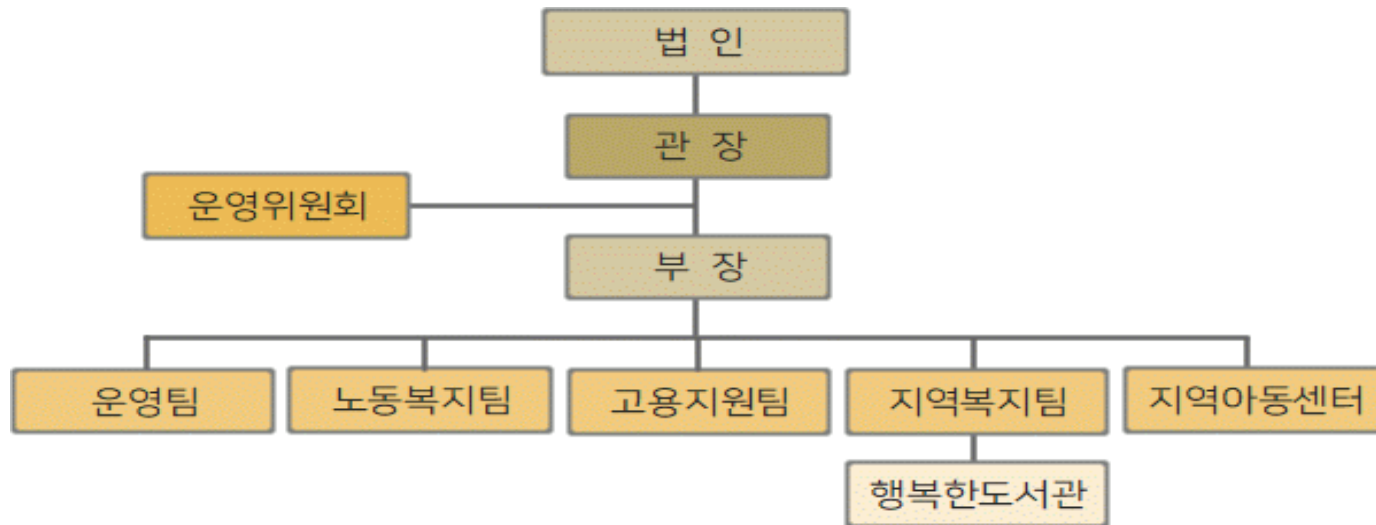 법 인
관 장
운영위원회
부 장
운영팀
노동복지팀
고용지원팀
지역복지팀
지역아동센터
행복한도서관